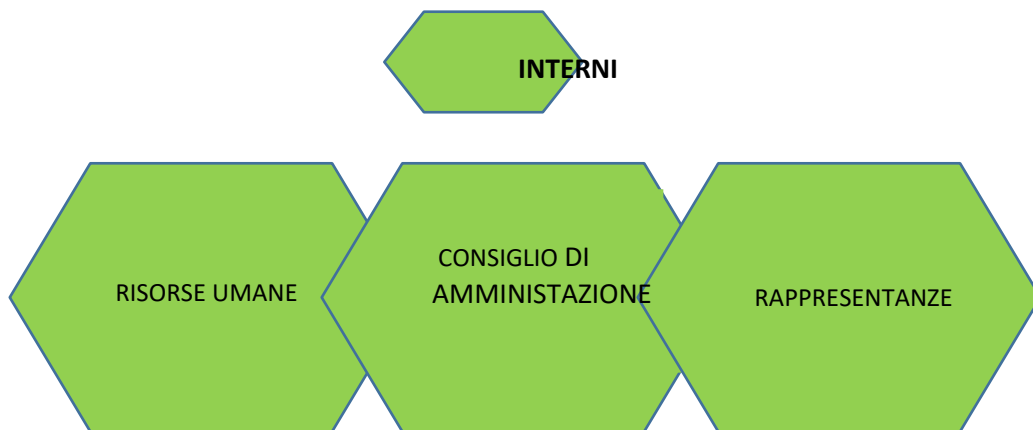 INTERNI
RISORSE UMANE
CONSIGLIO DI
AMMINISTAZIONE
RAPPRESENTANZE